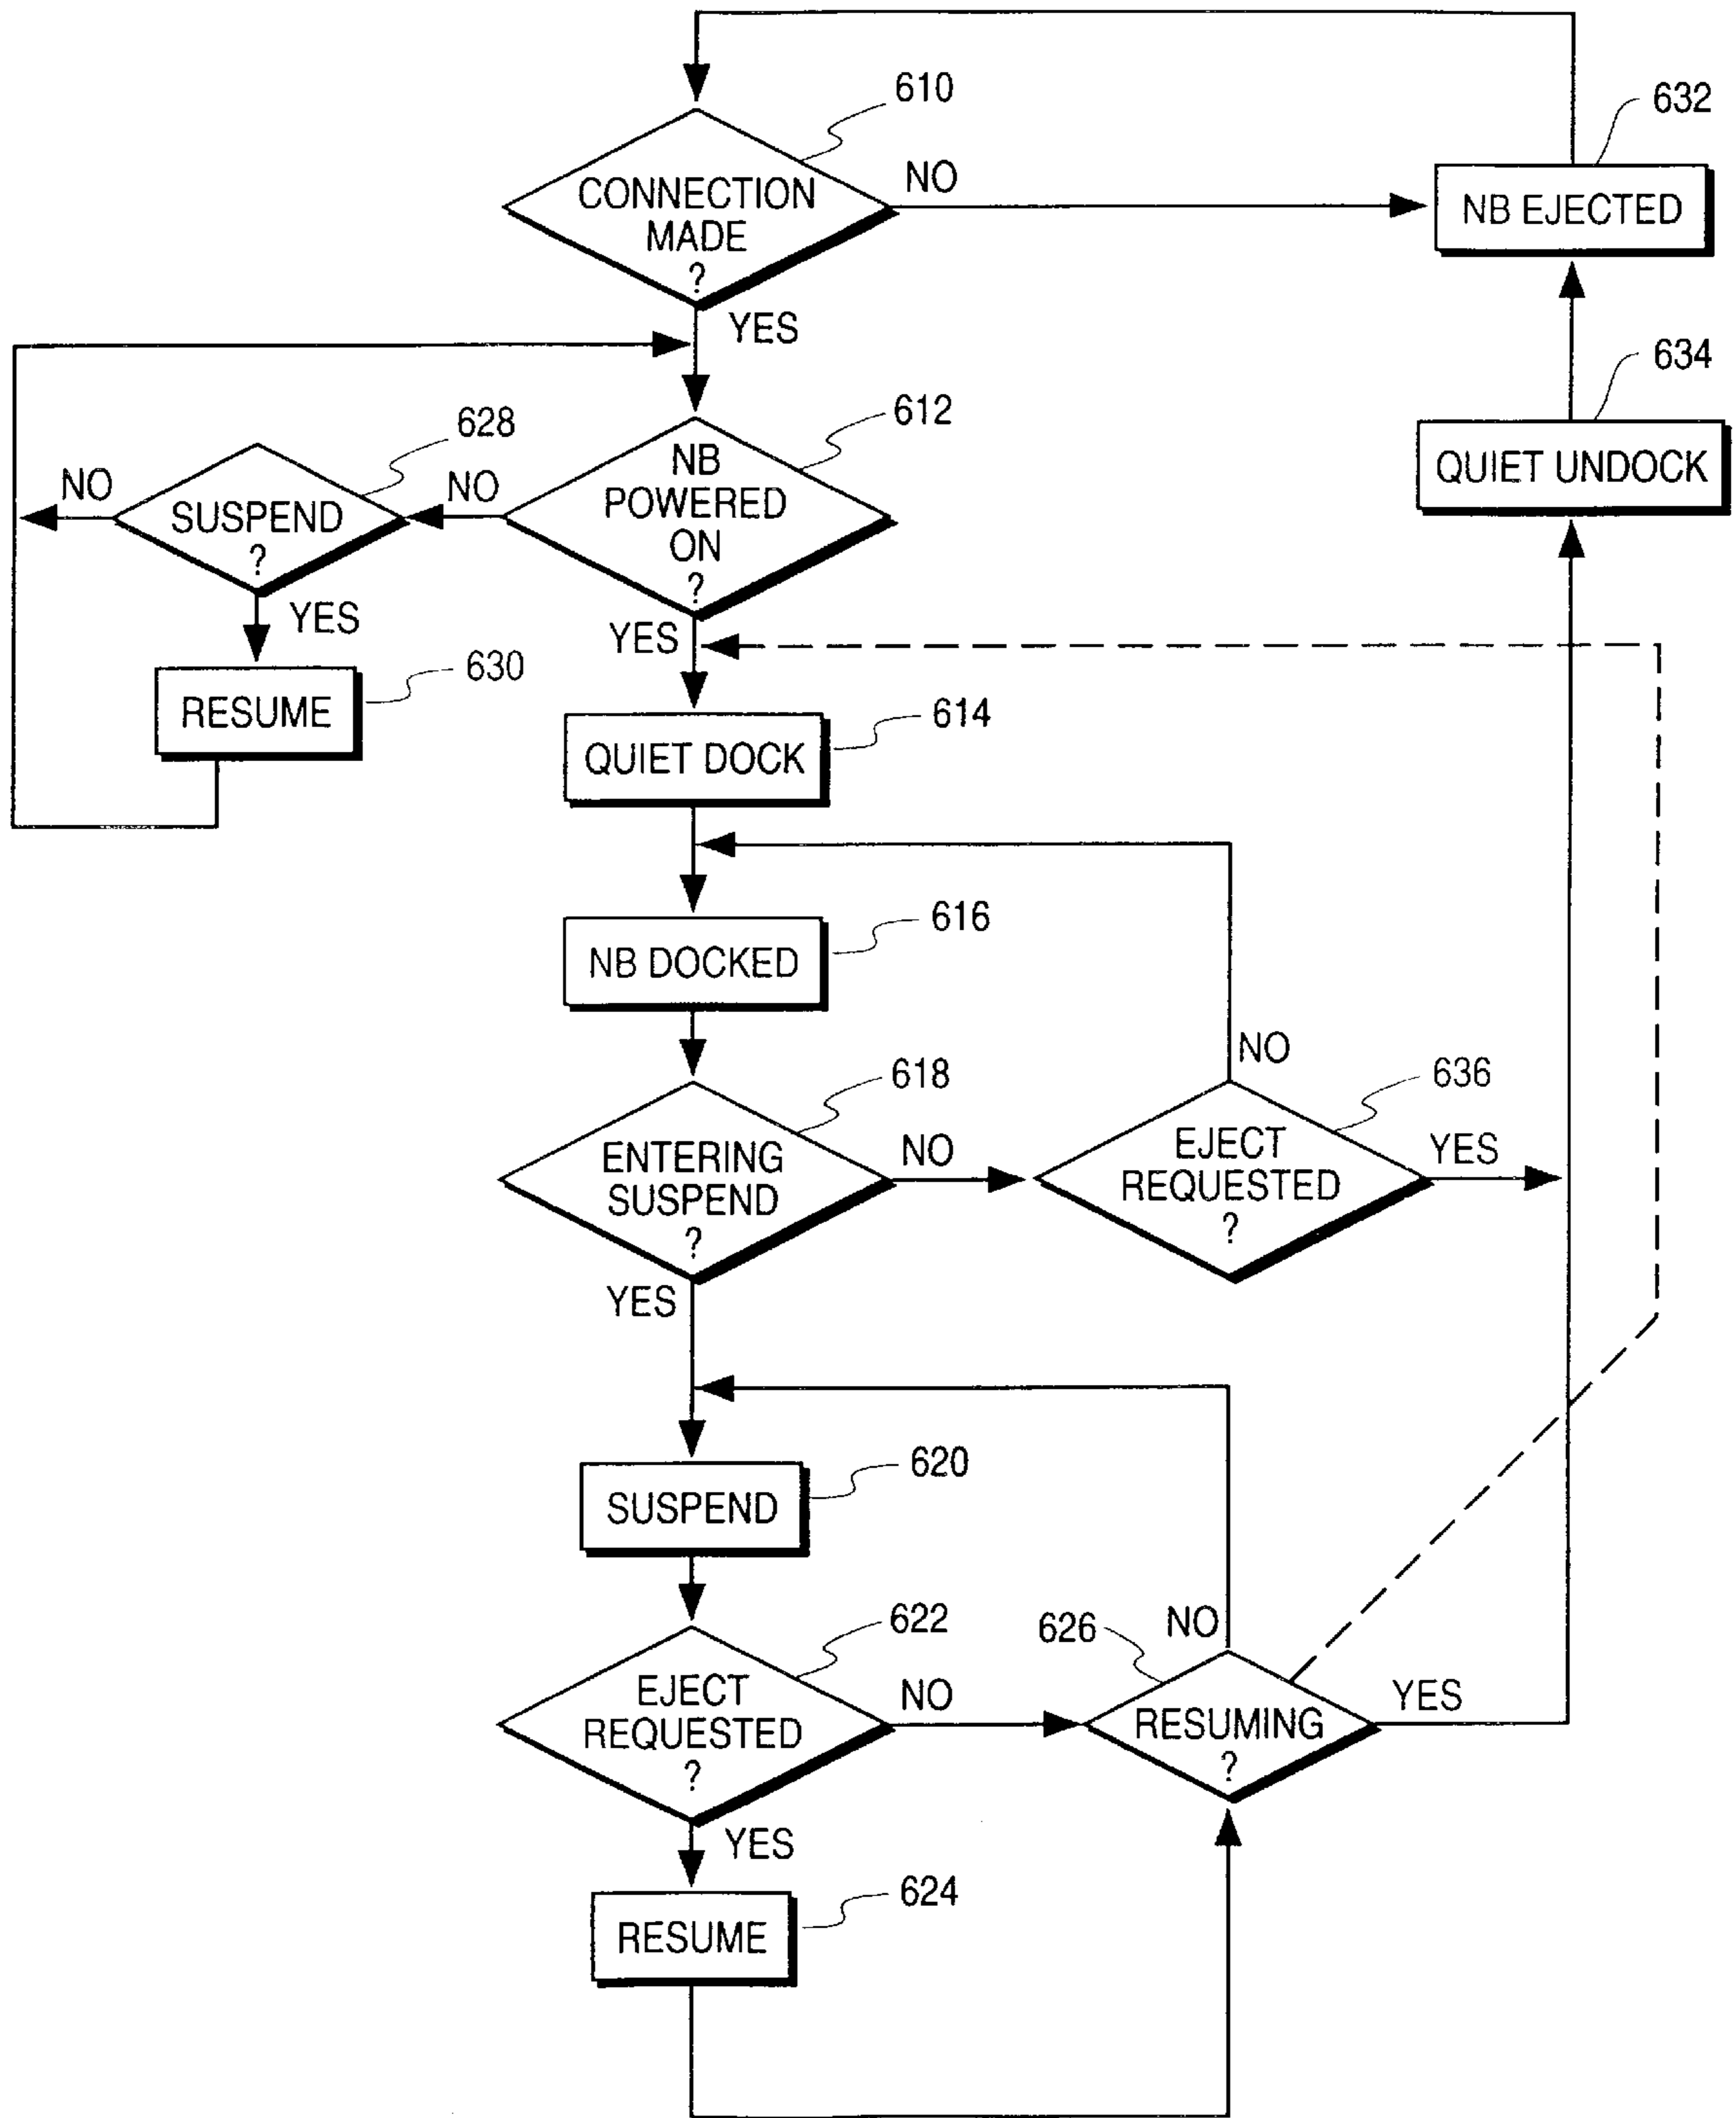 610
632
CONNECTION
MADE
?
NO
NB EJECTED
YES
634
628
612
NO
SUSPEND
?
NO
NB
POWERED
ON
?
QUIET UNDOCK
YES
YES
630
RESUME
614
QUIET DOCK
616
NB DOCKED
NO
618
636
ENTERING
SUSPEND
?
NO
EJECT
REQUESTED
?
YES
YES
620
SUSPEND
622
626
NO
EJECT
REQUESTED
?
NO
RESUMING
?
YES
YES
624
RESUME